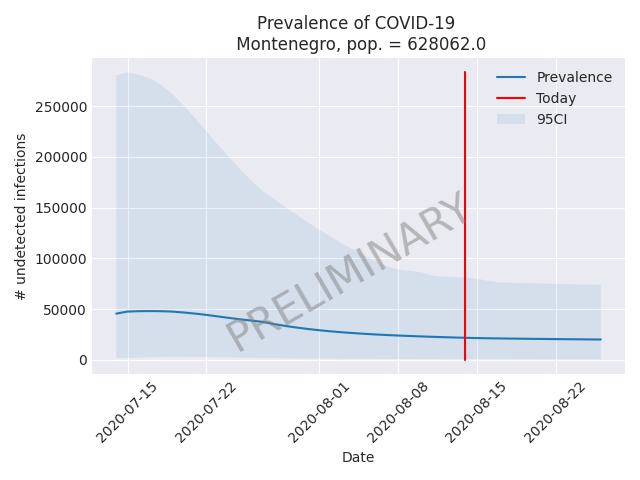 Prevalence of COVID-19
Montenegro, pop. = 628062.0
Prevalence
Today
95CI
# undetected infections
250000
200000
150000
100000
50000
0
PRELIMINARY
2020-07-15
2020-07-22
2020-08-01
2020-08-08
2020-08-15
2020-08-22
Date